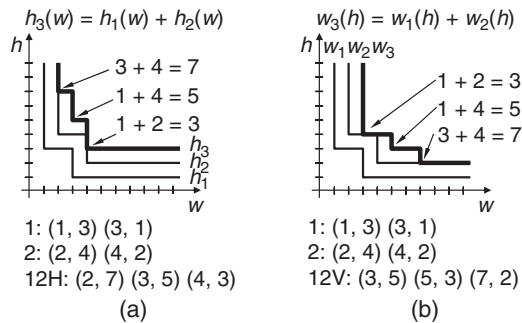 h₃(w) = h₁(w) + h₂(w)
h
3 + 4 = 7
1 + 4 = 5
1 + 2 = 3
h₃
h₂
h₁
w
1: (1, 3) (3, 1)
2: (2, 4) (4, 2)
12H: (2, 7) (3, 5) (4, 3)
(a)
w₃(h) = w₁(h) + w₂(h)
h w₁w₂w₃
1 + 2 = 3
1 + 4 = 5
3 + 4 = 7
w
1: (1, 3) (3, 1)
2: (2, 4) (4, 2)
12V: (3, 5) (5, 3) (7, 2)
(b)